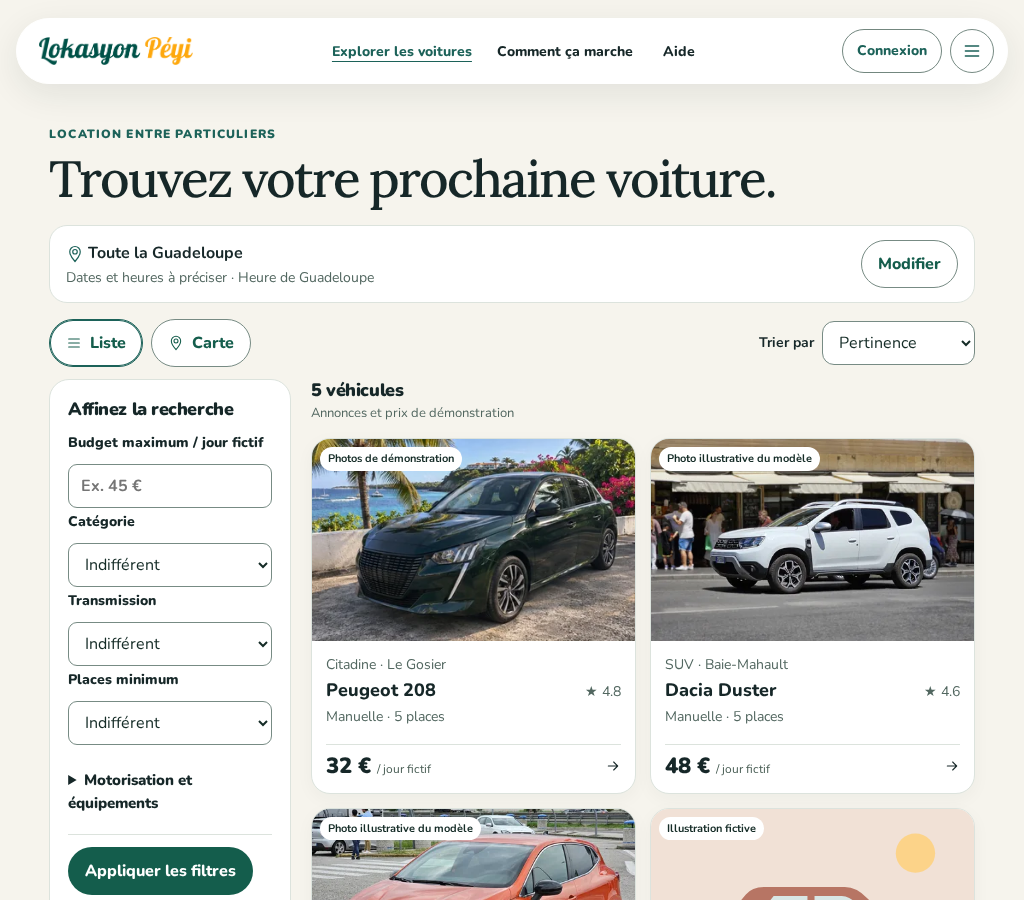 Lokasyon Péyi
Explorer les voitures
Comment ça marche
Aide
Connexion
LOCATION ENTRE PARTICULIERS
Trouvez votre prochaine voiture.
Toute la Guadeloupe
Dates et heures à préciser · Heure de Guadeloupe
Modifier
Liste
Carte
Trier par
Pertinence
Affinez la recherche
Budget maximum / jour fictif
Ex. 45 €
Catégorie
Indifférent
Transmission
Indifférent
Places minimum
Indifférent
Motorisation et
équipements
Appliquer les filtres
5 véhicules
Annonces et prix de démonstration
Photos de démonstration
Citadine · Le Gosier
Peugeot 208
★ 4.8
Manuelle · 5 places
32 € / jour fictif
Photo illustrative du modèle
SUV · Baie-Mahault
Dacia Duster
★ 4.6
Manuelle · 5 places
48 € / jour fictif
Photo illustrative du modèle
Illustration fictive